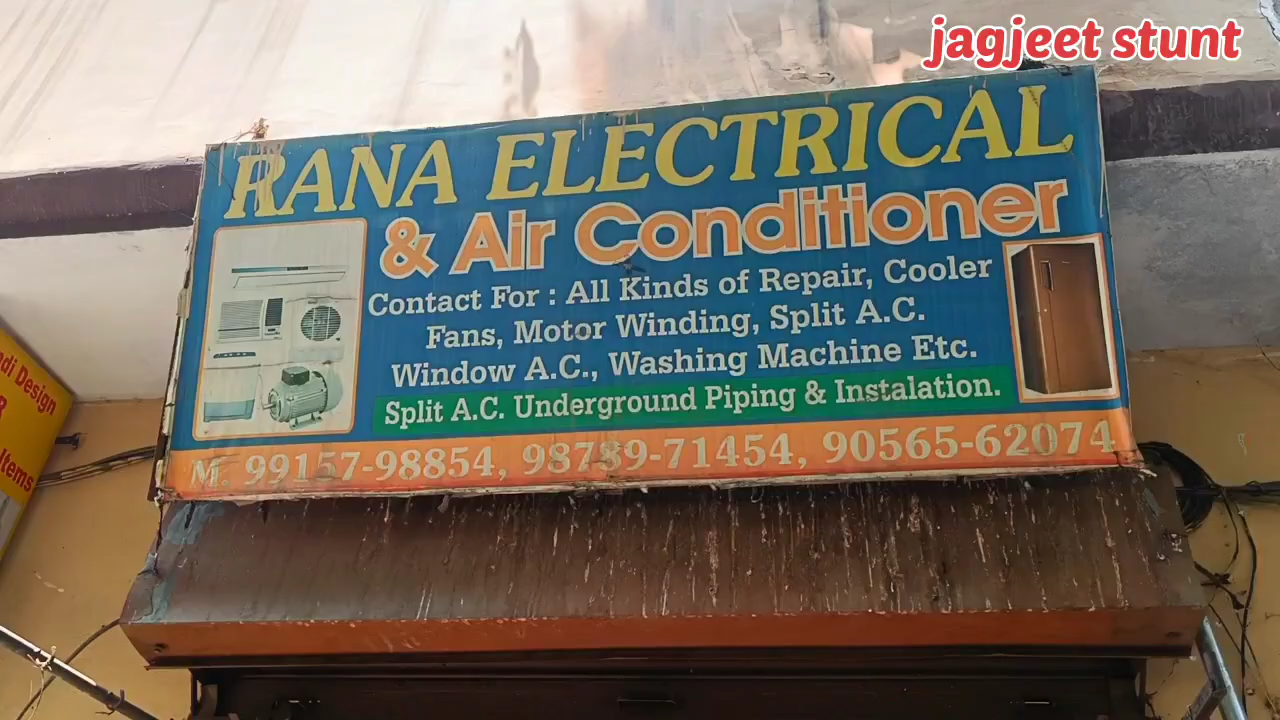 jagjeet stunt
RANA ELECTRICAL
& Air Conditioner
Contact For : All Kinds of Repair, Cooler
Fans, Motor Winding, Split A.C.
Window A.C., Washing Machine Etc.
Split A.C. Underground Piping & Instalation.
M. 99157-98854, 98789-71454, 90565-62074
Design
Items